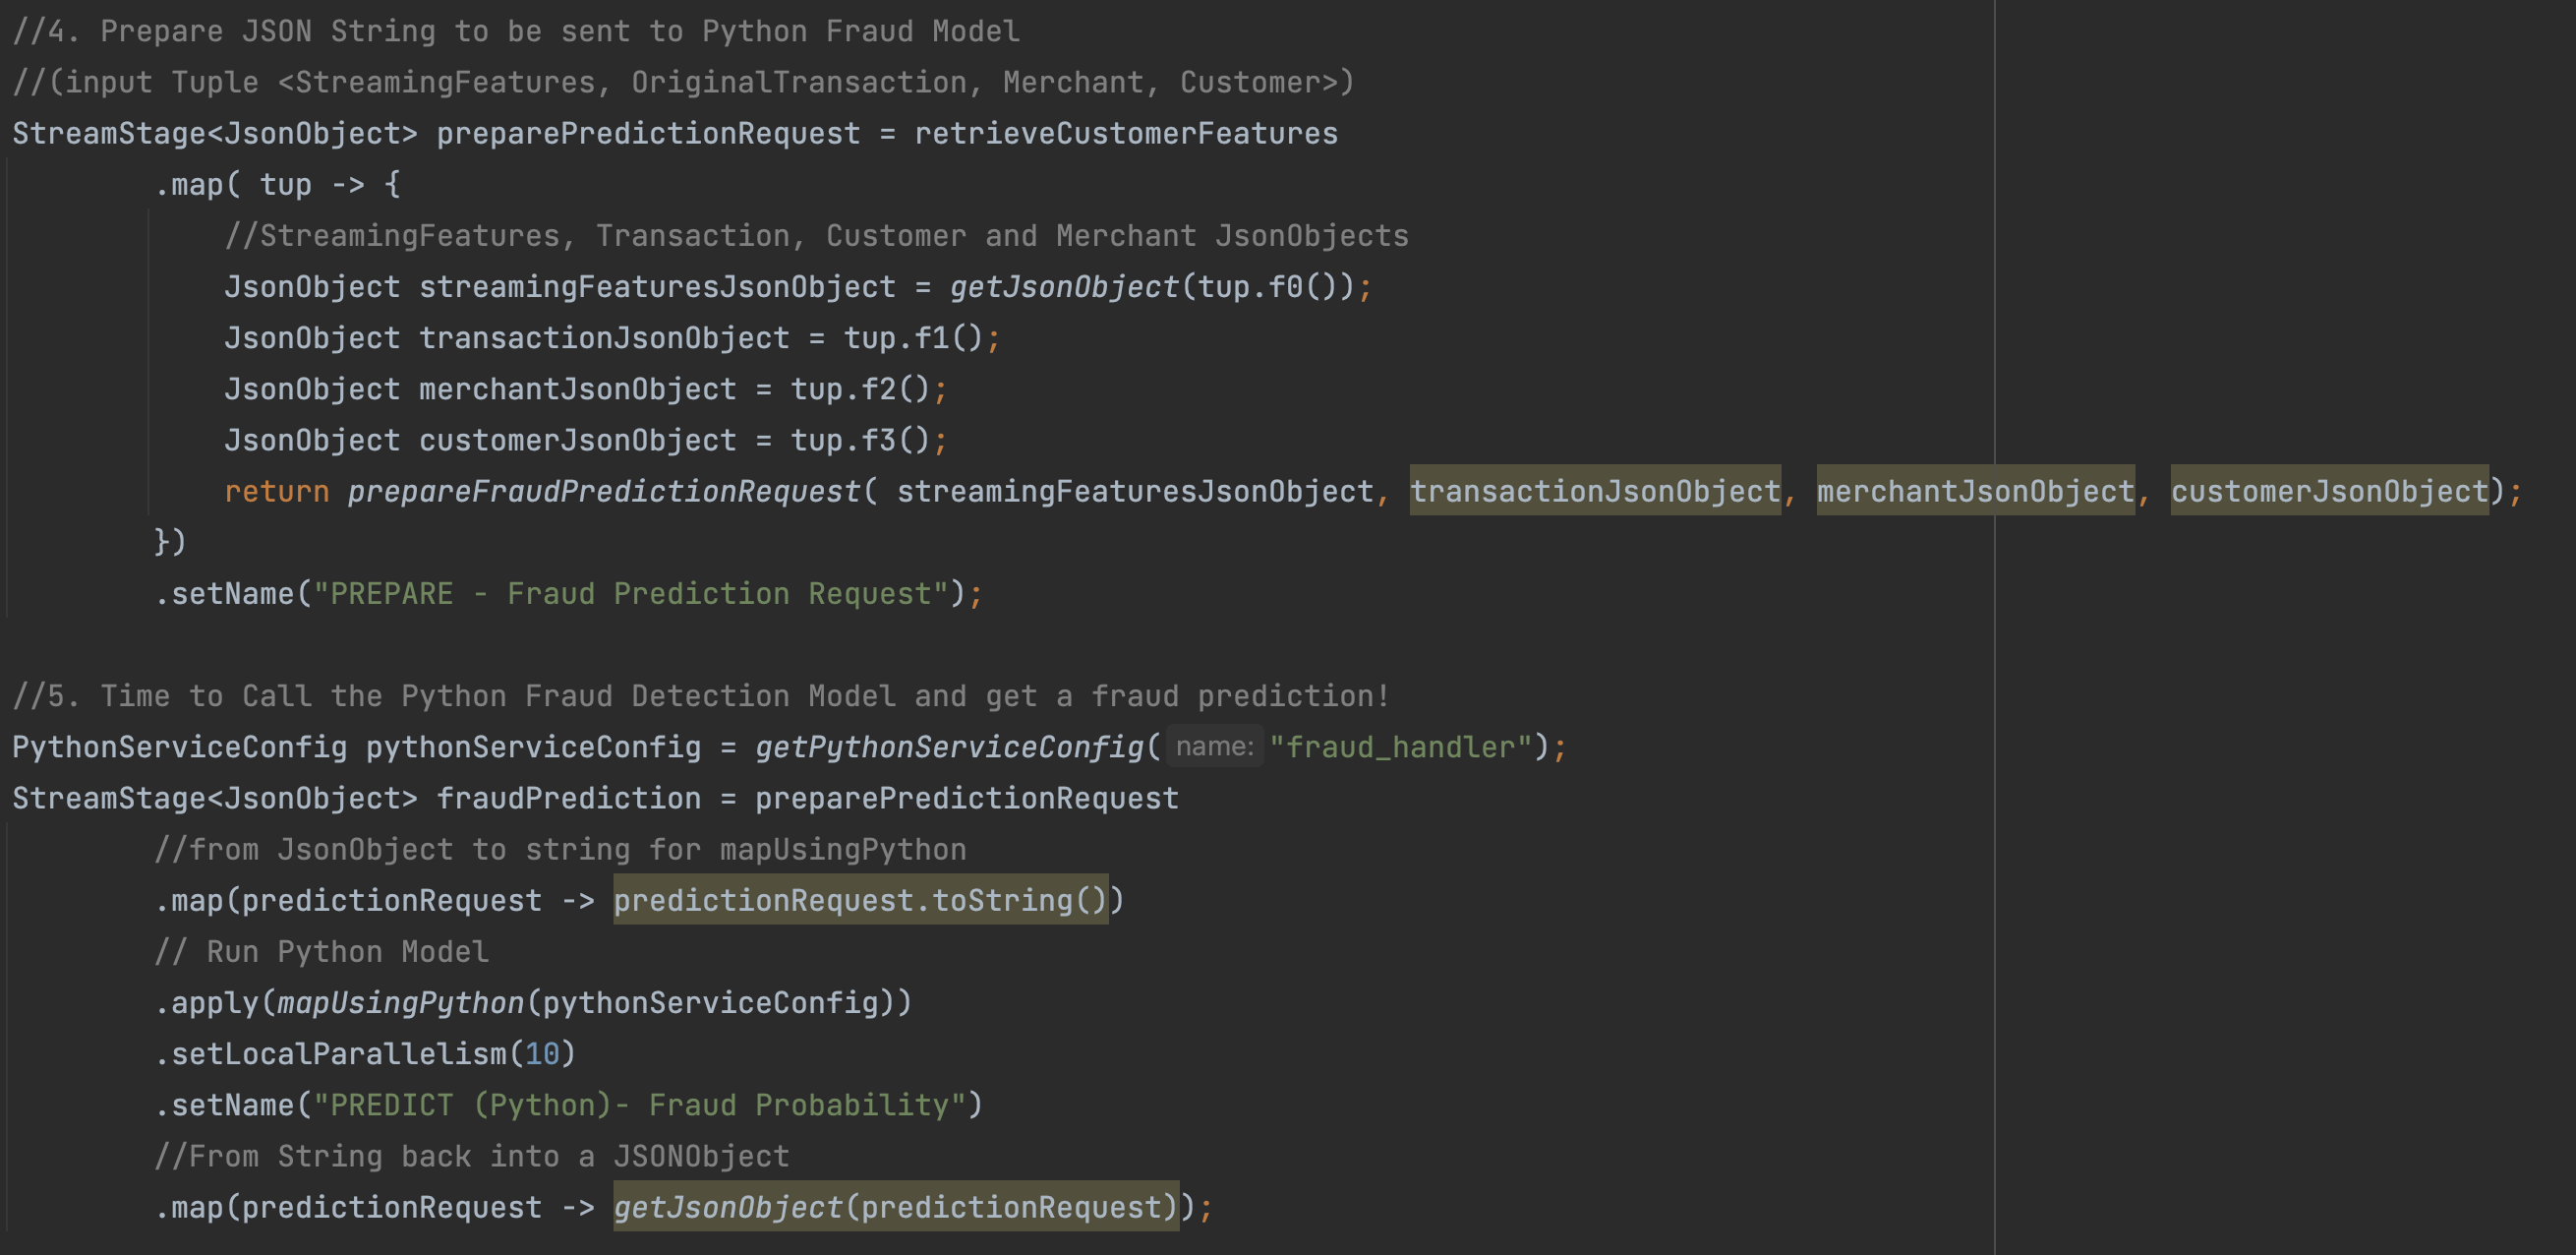 //4. Prepare JSON String to be sent to Python Fraud Model
//(input Tuple <StreamingFeatures, OriginalTransaction, Merchant, Customer>)
StreamStage<JsonObject> preparePredictionRequest = retrieveCustomerFeatures
.map( tup -> {
//StreamingFeatures, Transaction, Customer and Merchant JsonObjects
JsonObject streamingFeaturesJsonObject = getJsonObject(tup.f0());
JsonObject transactionJsonObject = tup.f1();
JsonObject merchantJsonObject = tup.f2();
JsonObject customerJsonObject = tup.f3();
return prepareFraudPredictionRequest( streamingFeaturesJsonObject, transactionJsonObject, merchantJsonObject, customerJsonObject);
})
.setName("PREPARE - Fraud Prediction Request");
//5. Time to Call the Python Fraud Detection Model and get a fraud prediction!
PythonServiceConfig pythonServiceConfig = getPythonServiceConfig( name: "fraud_handler");
StreamStage<JsonObject> fraudPrediction = preparePredictionRequest
//from JsonObject to string for mapUsingPython
.map(predictionRequest -> predictionRequest.toString())
// Run Python Model
.apply(mapUsingPython(pythonServiceConfig))
.setLocalParallelism(10)
.setName("PREDICT (Python)- Fraud Probability")
//From String back into a JSONObject
.map(predictionRequest -> getJsonObject(predictionRequest));